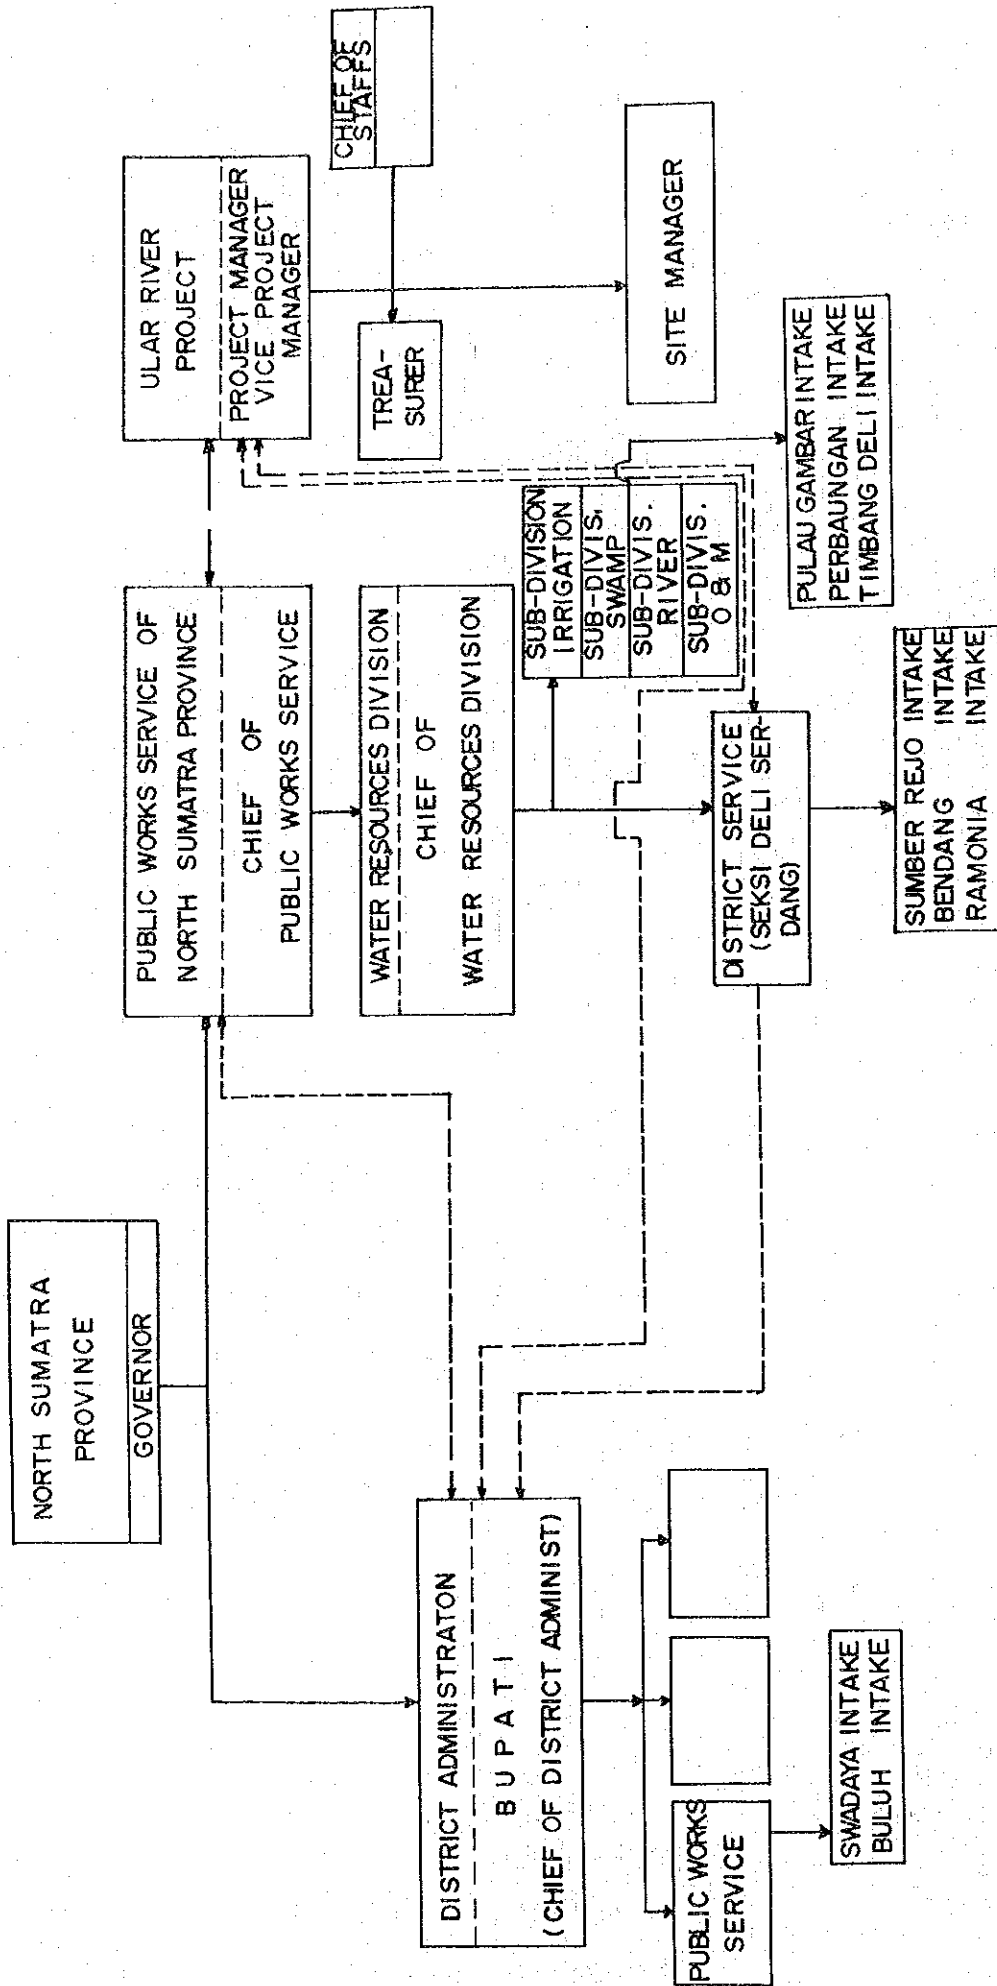 NORTH SUMATRA
PROVINCE
GOVERNOR
PUBLIC WORKS SERVICE OF
NORTH SUMATRA PROVINCE
CHIEF OF
PUBLIC WORKS SERVICE
ULAR RIVER
PROJECT
PROJECT MANAGER
VICE PROJECT
MANAGER
CHIEF OF
STAFFS
TREA-
SURER
SITE MANAGER
WATER RESOURCES DIVISION
CHIEF OF
WATER RESOURCES DIVISION
SUB-DIVISION
IRRIGATION
SUB-DIVIS.
SWAMP
SUB-DIVIS.
RIVER
SUB-DIVIS.
O & M
DISTRICT ADMINISTRATON
BUPATI
(CHIEF OF DISTRICT ADMINIST)
DISTRICT SERVICE
(SEKSI DELI SER-
DANG)
PULAU GAMBAR INTAKE
PERBAUNGAN INTAKE
TIMBANG DELI INTAKE
PUBLIC WORKS
SERVICE
SWADAYA INTAKE
BULUH INTAKE
SUMBER REJO INTAKE
BENDANG INTAKE
RAMONIA INTAKE